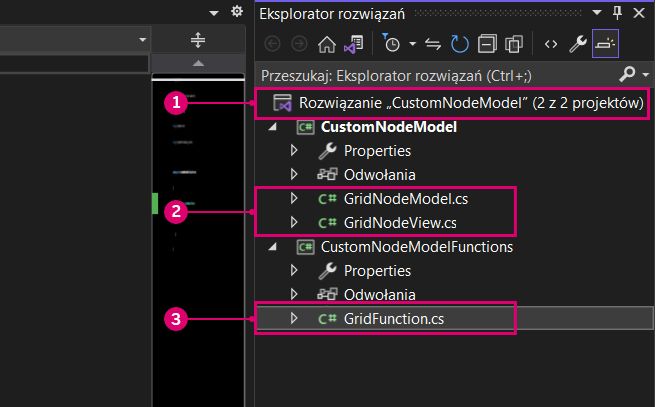 Eksplorator rozwiązań
Przeszukaj: Eksplorator rozwiązań (Ctrl+;)
1
Rozwiązanie „CustomNodeModel” (2 z 2 projektów)
C# CustomNodeModel
Properties
Odwołania
2
C# GridNodeModel.cs
C# GridNodeView.cs
C# CustomNodeModelFunctions
Properties
Odwołania
3
C# GridFunction.cs